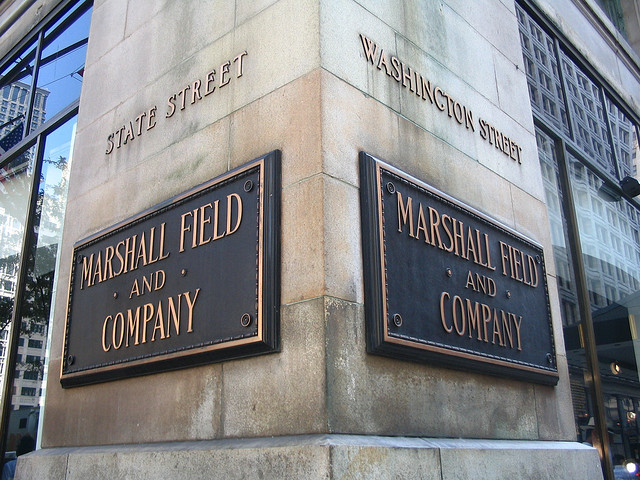 STATE STREET
MARSHALL FIELD
AND
COMPANY
WASHINGTON STREET
MARSHALL FIELD
AND
COMPANY